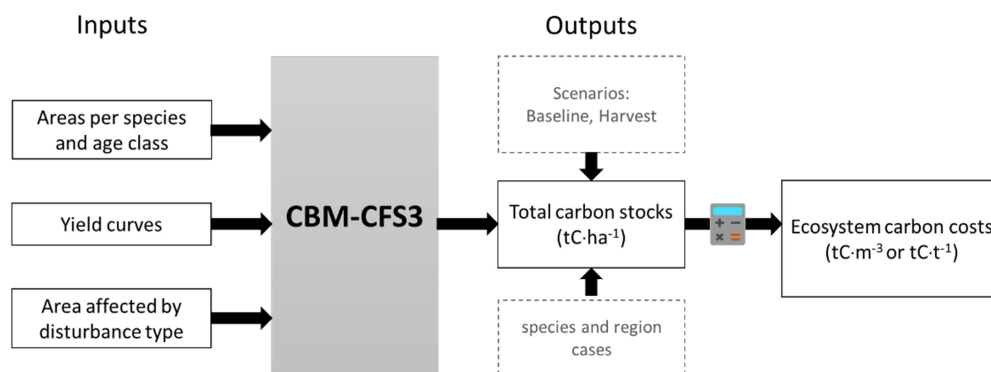 Inputs
Outputs
Areas per species
and age class
Yield curves
Area affected by
disturbance type
CBM-CFS3
Scenarios:
Baseline, Harvest
Total carbon stocks
(tC·ha⁻¹)
species and region
cases
Ecosystem carbon costs
(tC·m⁻³ or tC·t⁻¹)